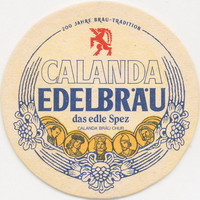 200 JAHRE BRAU-TRADITION
CALANDA
EDELBRÄU
das edle Spez
CALANDA BRÄU CHUR